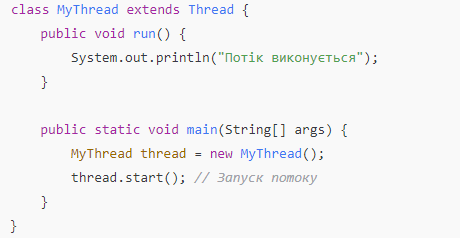 class MyThread extends Thread {
    public void run() {
        System.out.println("Потік виконується");
    }

    public static void main(String[] args) {
        MyThread thread = new MyThread();
        thread.start(); // Запуск потоку
    }
}